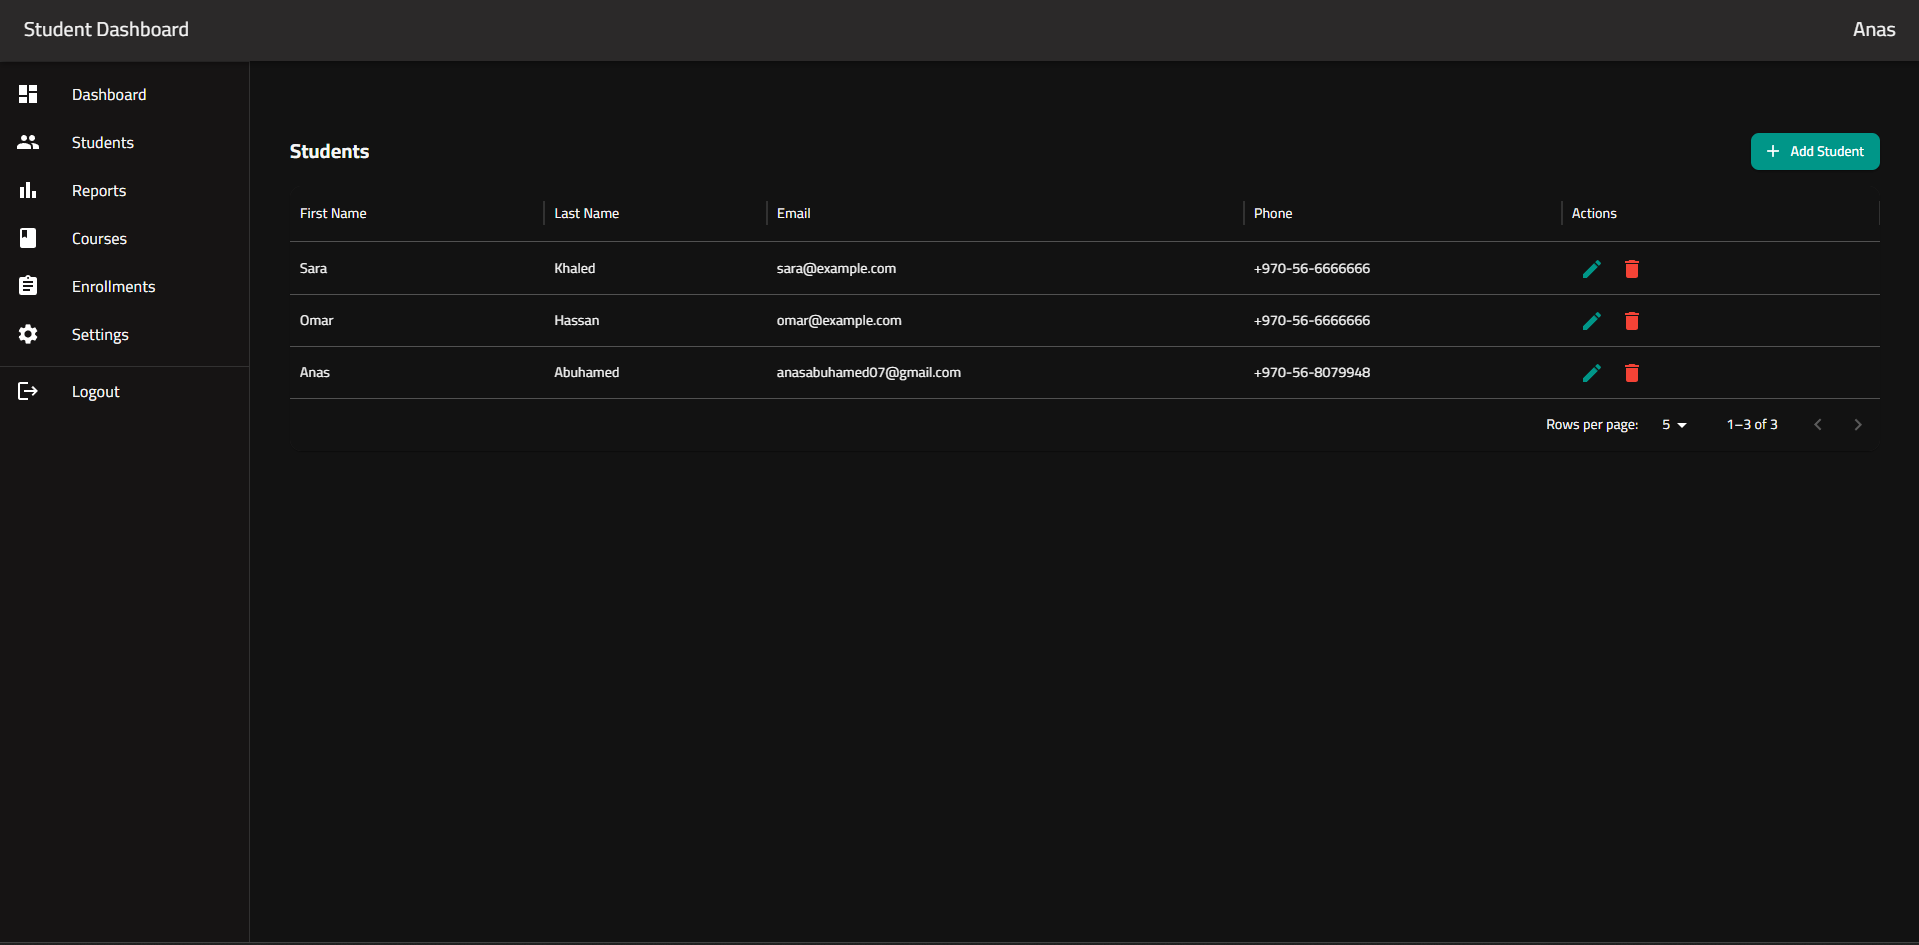 Student Dashboard
Anas
Dashboard
Students
Reports
Courses
Enrollments
Settings
Logout
Students
Add Student
First Name Last Name Email Phone Actions
Sara Khaled sara@example.com +970-56-6666666
Omar Hassan omar@example.com +970-56-6666666
Anas Abuhamed anasabuhamed07@gmail.com +970-56-8079948
Rows per page: 5 1–3 of 3